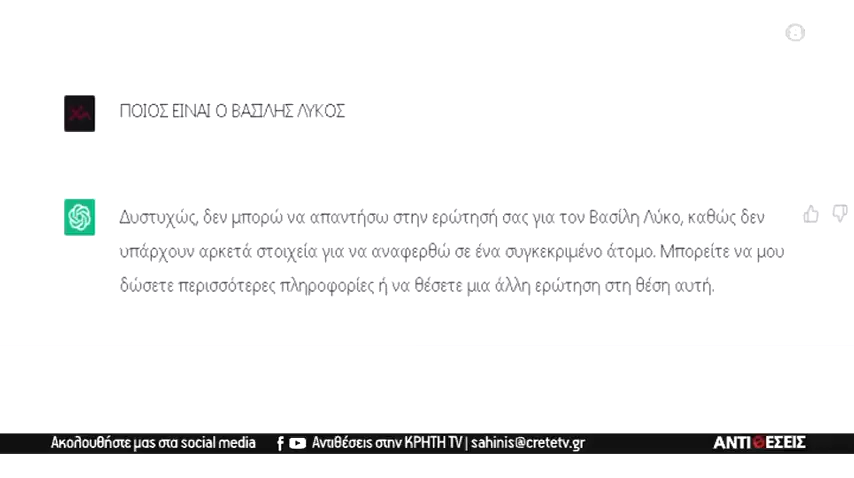 ΠΟΙΟΣ ΕΙΝΑΙ Ο ΒΑΣΙΛΗΣ ΛΥΚΟΣ
Δυστυχώς, δεν μπορώ να απαντήσω στην ερώτησή σας για τον Βασίλη Λύκο, καθώς δεν
υπάρχουν αρκετά στοιχεία για να αναφερθώ σε ένα συγκεκριμένο άτομο. Μπορείτε να μου
δώσετε περισσότερες πληροφορίες ή να θέσετε μια άλλη ερώτηση στη θέση αυτή.
Ακολουθήστε μας στα social media f Αντιθέσεις στην ΚΡΗΤΗ TV | sahinis@cretetv.gr ΑΝΤΙΘΕΣΕΙΣ